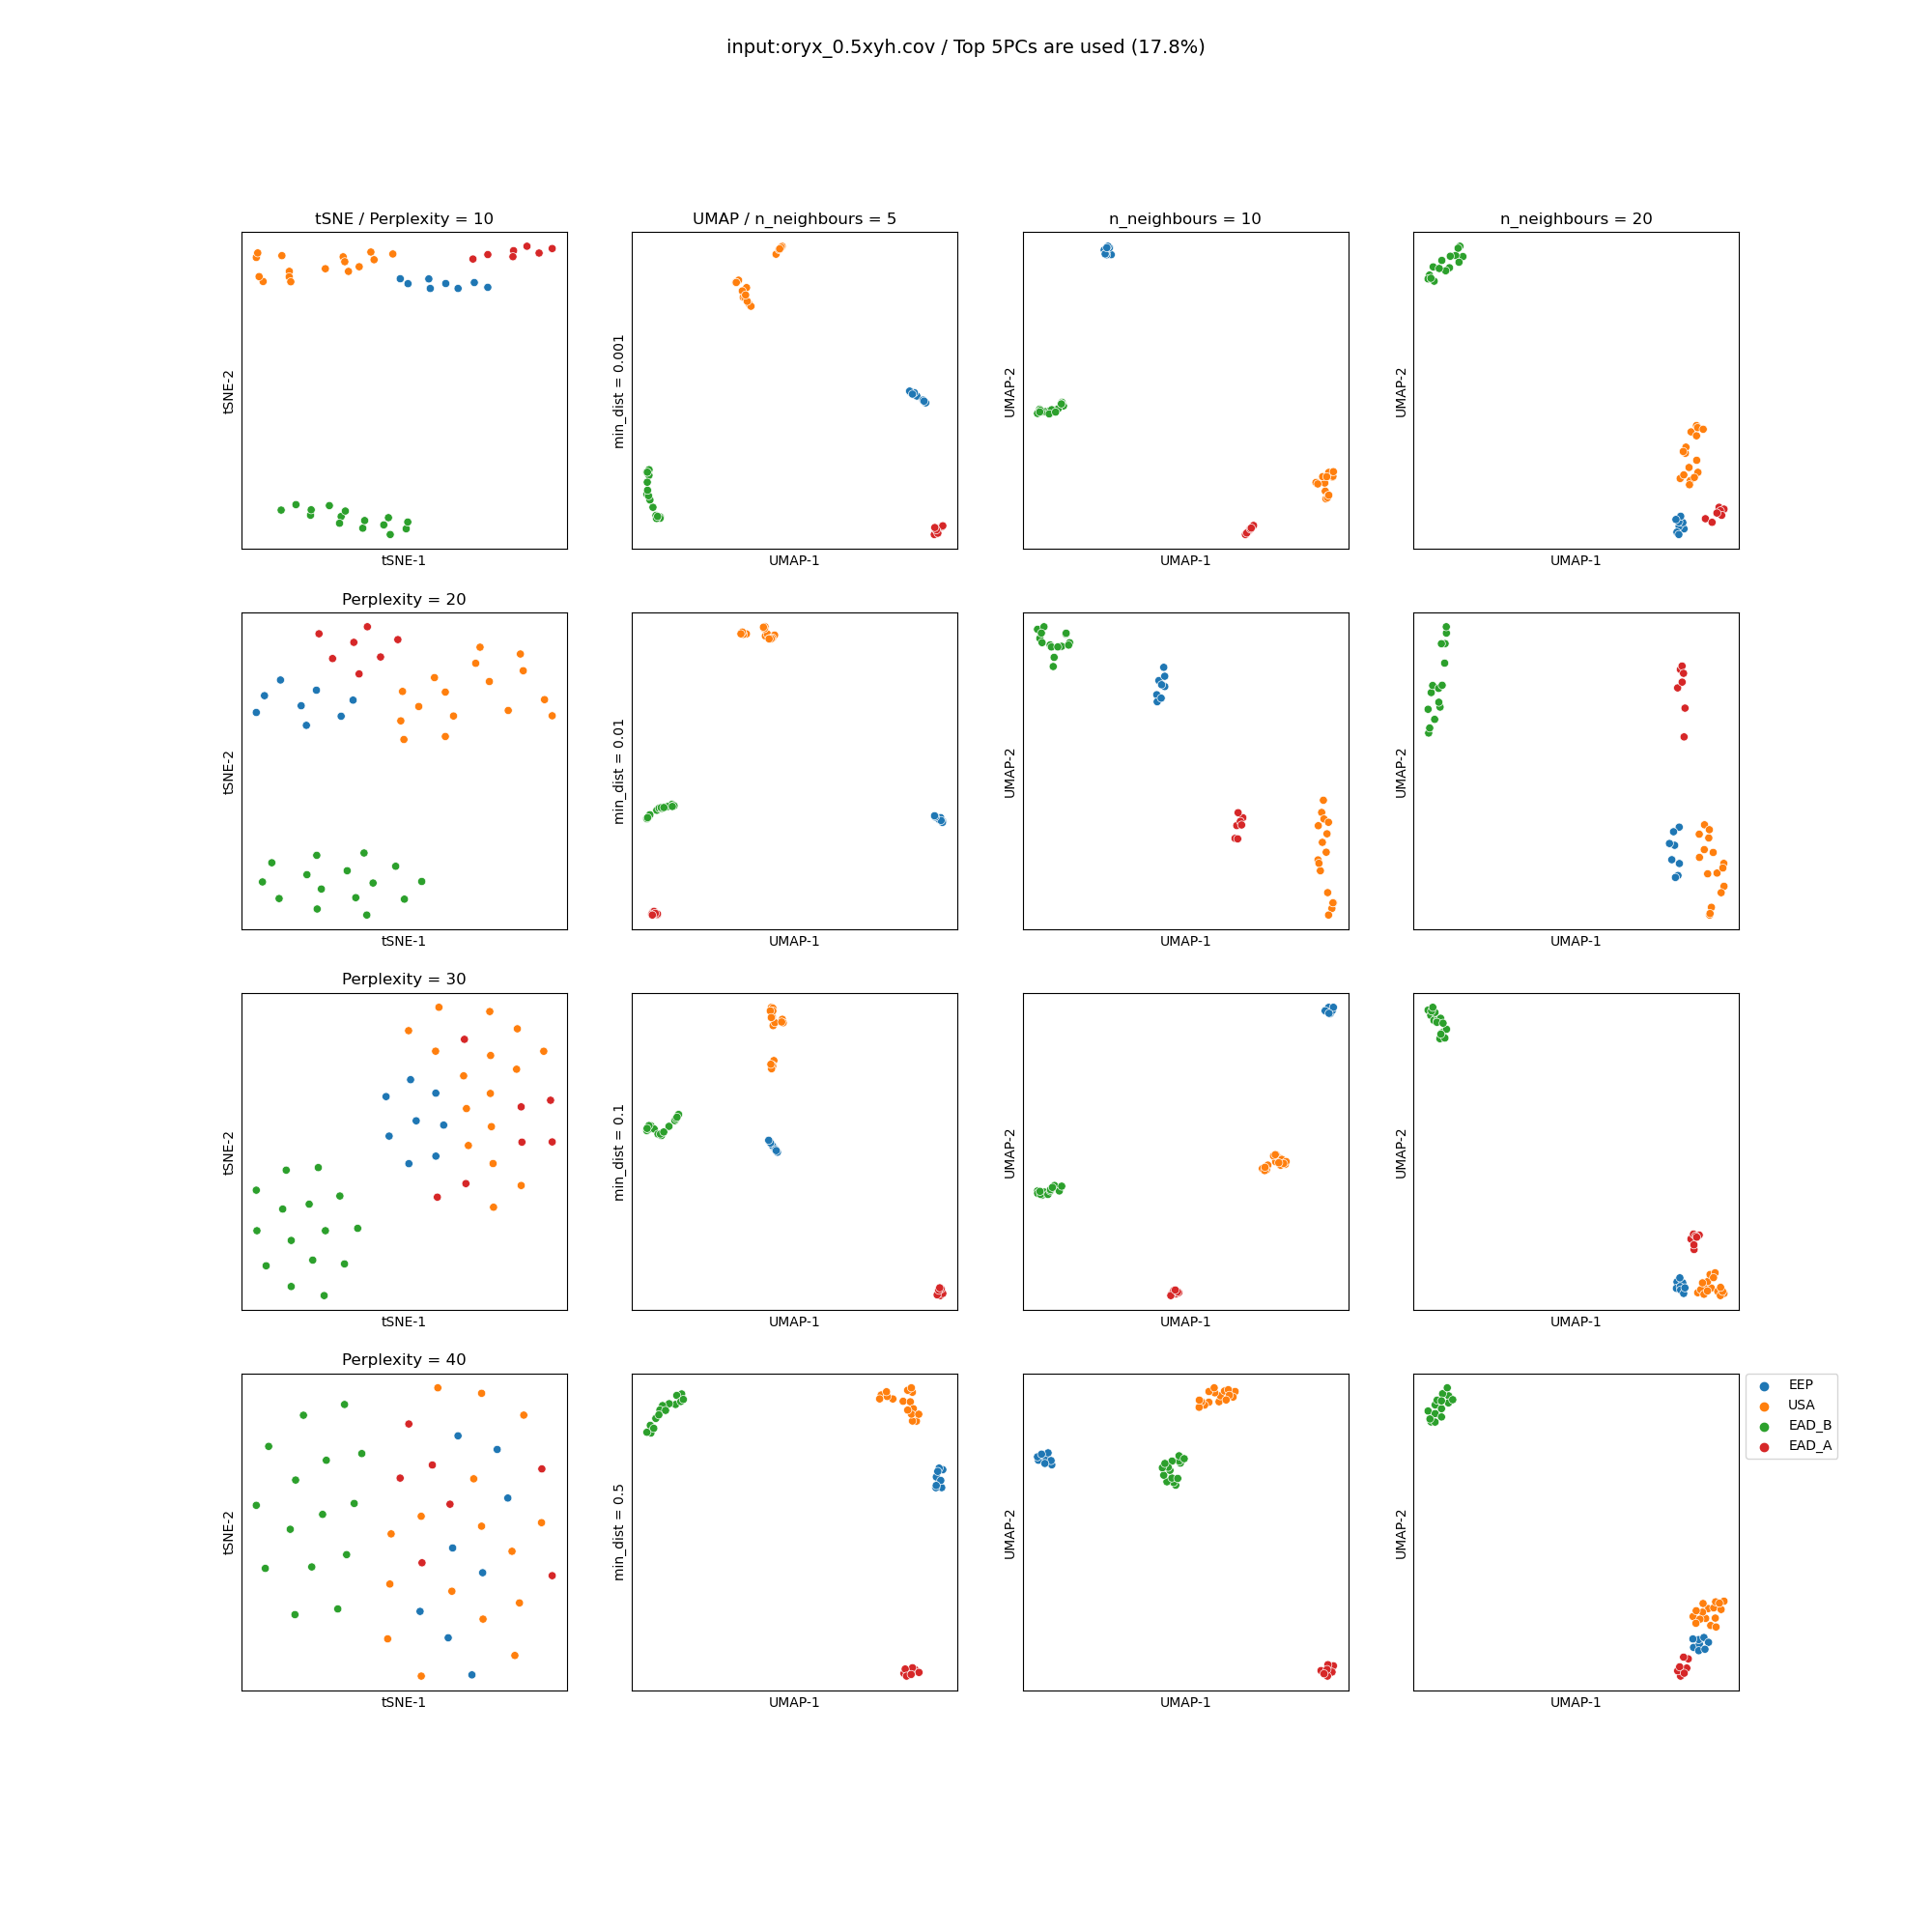 input:oryx_0.5xyh.cov / Top 5PCs are used (17.8%)
tSNE / Perplexity = 10
UMAP / n_neighbours = 5
n_neighbours = 10
n_neighbours = 20
tSNE-2
min_dist = 0.001
UMAP-2
UMAP-2
tSNE-1
UMAP-1
UMAP-1
UMAP-1
Perplexity = 20
tSNE-2
min_dist = 0.01
UMAP-2
UMAP-2
tSNE-1
UMAP-1
UMAP-1
UMAP-1
Perplexity = 30
tSNE-2
min_dist = 0.1
UMAP-2
UMAP-2
tSNE-1
UMAP-1
UMAP-1
UMAP-1
Perplexity = 40
tSNE-2
min_dist = 0.5
UMAP-2
UMAP-2
EEP
USA
EAD_B
EAD_A
tSNE-1
UMAP-1
UMAP-1
UMAP-1